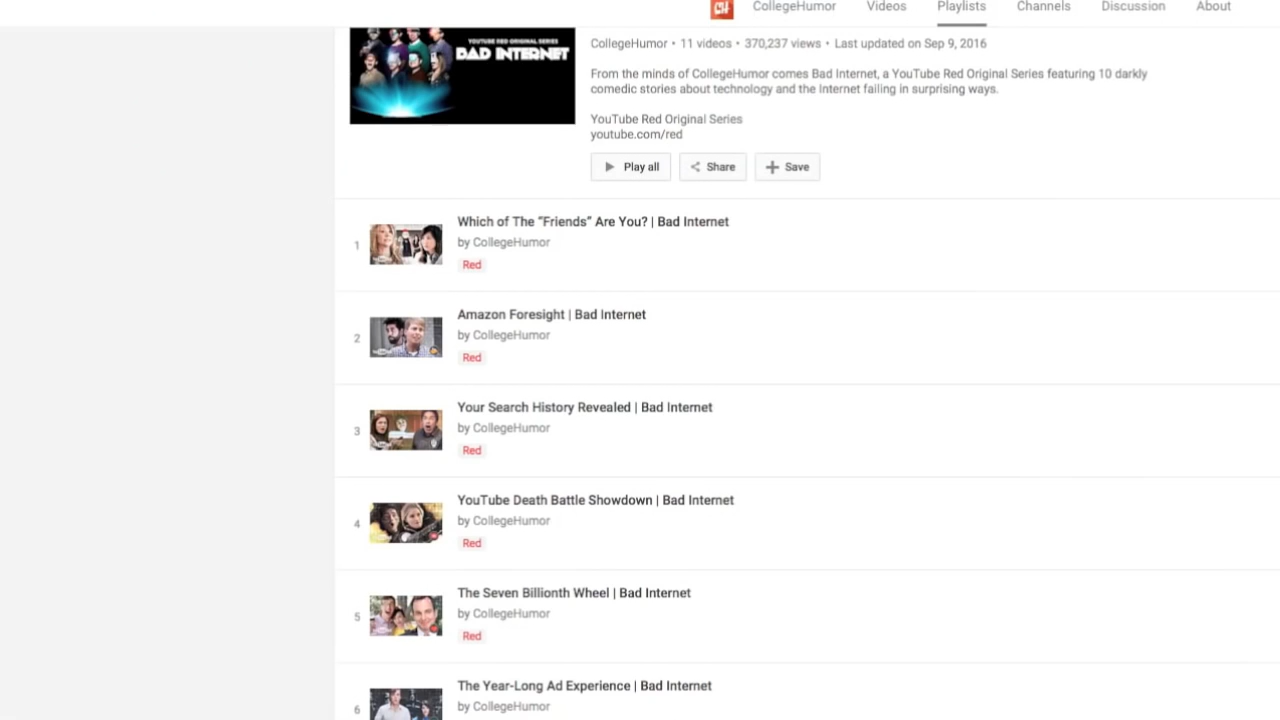 CH CollegeHumor Videos Playlists Channels Discussion About
YOUTUBE RED ORIGINAL SERIES
BAD INTERNET
CollegeHumor • 11 videos • 370,237 views • Last updated on Sep 9, 2016
From the minds of CollegeHumor comes Bad Internet, a YouTube Red Original Series featuring 10 darkly
comedic stories about technology and the Internet failing in surprising ways.
YouTube Red Original Series
youtube.com/red
Play all Share Save
1
Which of The “Friends” Are You? | Bad Internet
by CollegeHumor
Red
2
Amazon Foresight | Bad Internet
by CollegeHumor
Red
3
Your Search History Revealed | Bad Internet
by CollegeHumor
Red
4
YouTube Death Battle Showdown | Bad Internet
by CollegeHumor
Red
5
The Seven Billionth Wheel | Bad Internet
by CollegeHumor
Red
6
The Year-Long Ad Experience | Bad Internet
by CollegeHumor